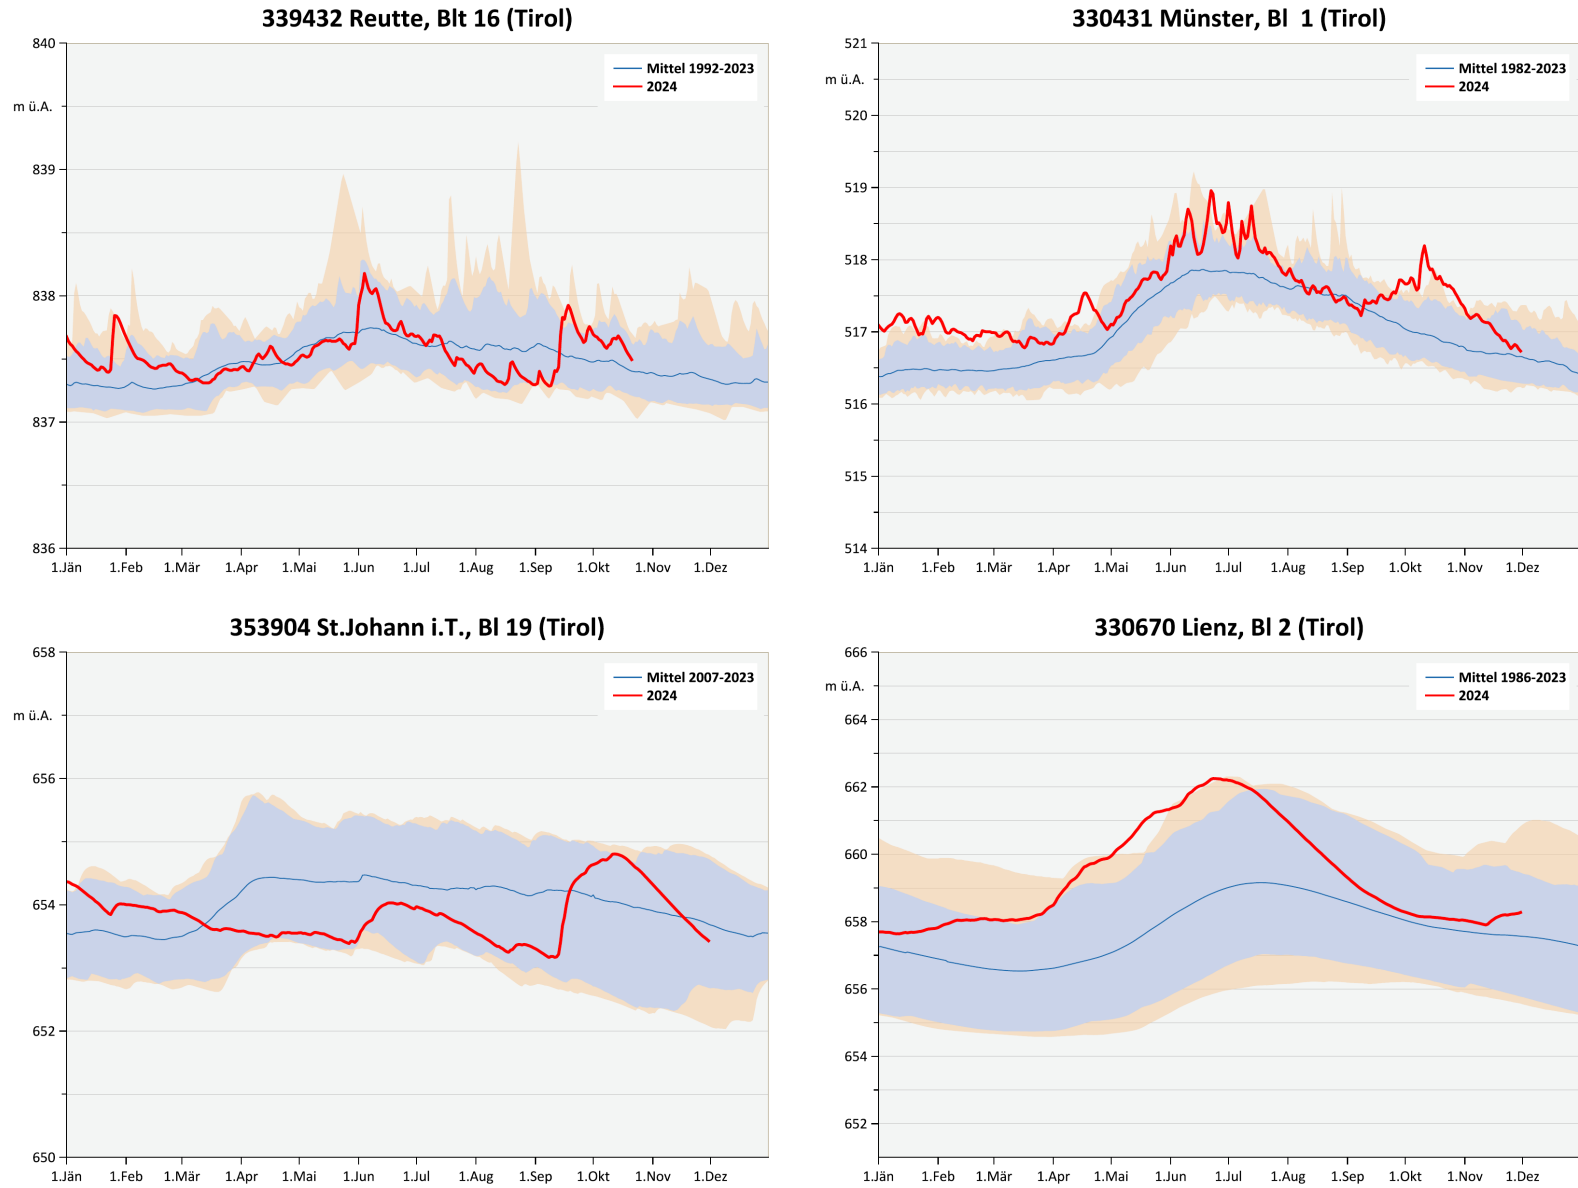 339432 Reutte, Blt 16 (Tirol)
840
m ü.A.
839
838
837
836
Mittel 1992-2023
2024
1.Jän 1.Feb 1.Mär 1.Apr 1.Mai 1.Jun 1.Jul 1.Aug 1.Sep 1.Okt 1.Nov 1.Dez
330431 Münster, Bl  1 (Tirol)
521
m ü.A.
520
519
518
517
516
515
514
Mittel 1982-2023
2024
1.Jän 1.Feb 1.Mär 1.Apr 1.Mai 1.Jun 1.Jul 1.Aug 1.Sep 1.Okt 1.Nov 1.Dez
353904 St.Johann i.T., Bl 19 (Tirol)
658
m ü.A.
656
654
652
650
Mittel 2007-2023
2024
1.Jän 1.Feb 1.Mär 1.Apr 1.Mai 1.Jun 1.Jul 1.Aug 1.Sep 1.Okt 1.Nov 1.Dez
330670 Lienz, Bl 2 (Tirol)
666
m ü.A.
664
662
660
658
656
654
652
Mittel 1986-2023
2024
1.Jän 1.Feb 1.Mär 1.Apr 1.Mai 1.Jun 1.Jul 1.Aug 1.Sep 1.Okt 1.Nov 1.Dez